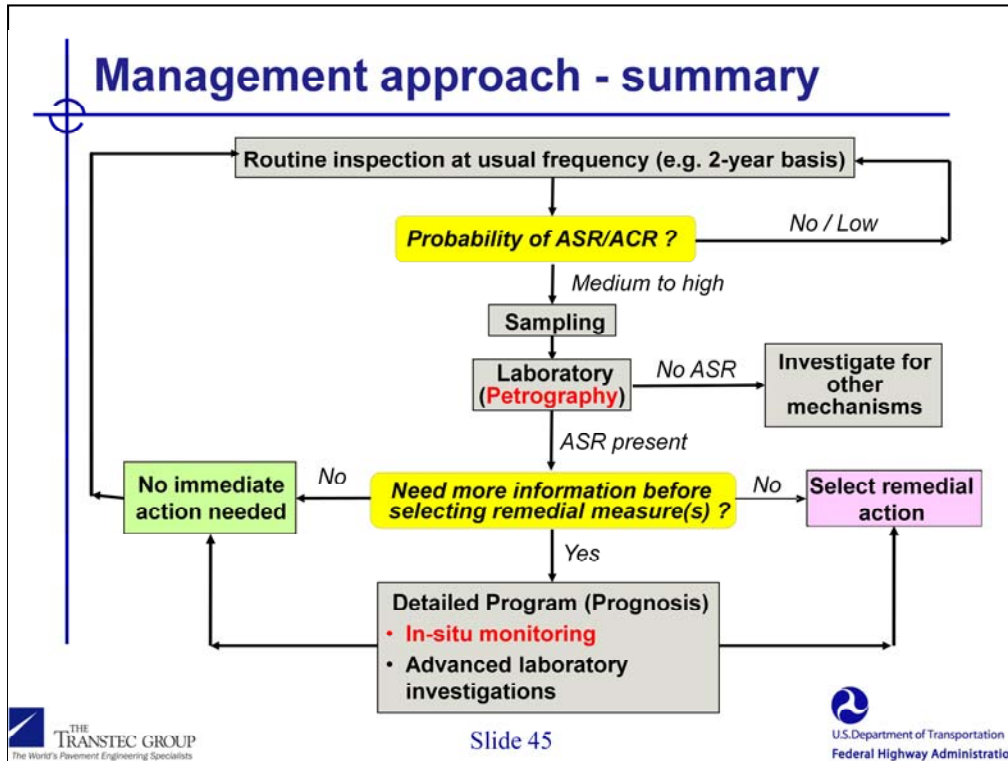 Management approach - summary
Routine inspection at usual frequency (e.g. 2-year basis)
Probability of ASR/ACR ?
No / Low
Medium to high
Sampling
Laboratory
(Petrography)
No ASR
Investigate for
other
mechanisms
ASR present
No immediate
action needed
No
Need more information before
selecting remedial measure(s) ?
No
Select remedial
action
Yes
Detailed Program (Prognosis)
• In-situ monitoring
• Advanced laboratory
investigations
THE
TRANSTEC GROUP
The World's Pavement Engineering Specialists
Slide 45
U.S.Department of Transportation
Federal Highway Administratio